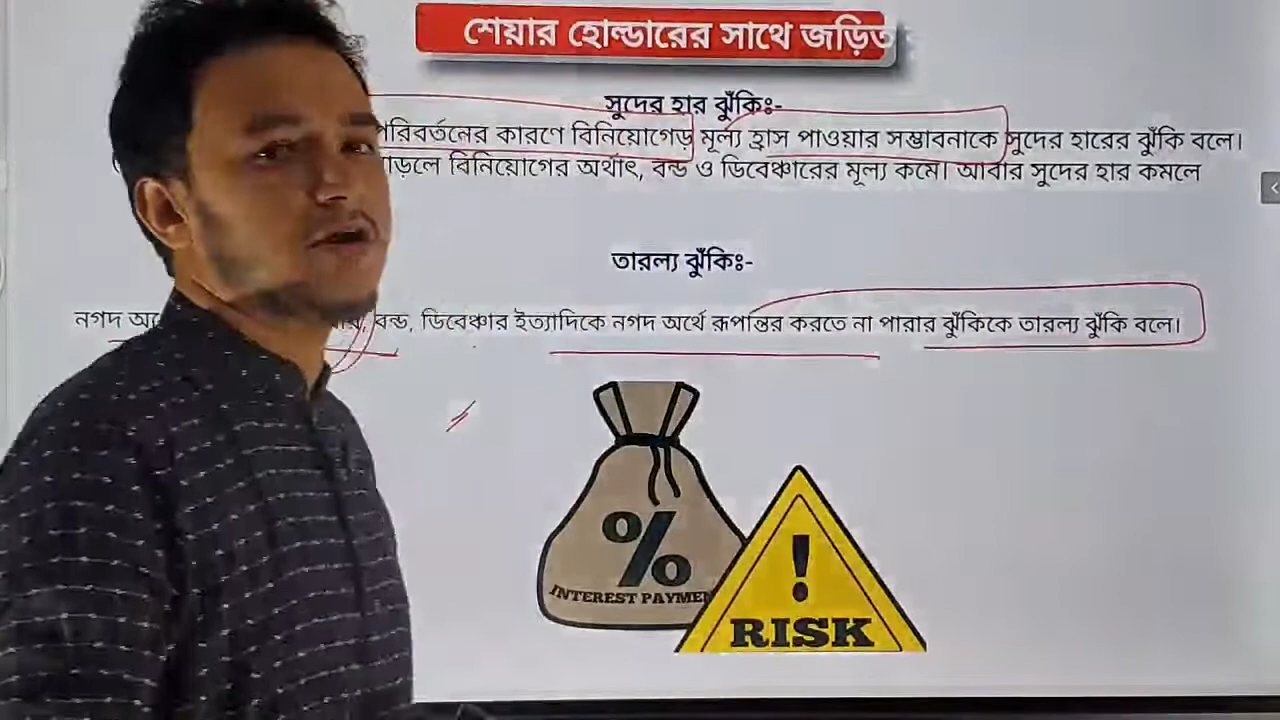 শেয়ার হোল্ডারের সাথে জড়িত
সুদের হার ঝুঁকিঃ-
পরিবর্তনের কারণে বিনিয়োগেড় মূল্য হ্রাস পাওয়ার সম্ভাবনাকে সুদের হারের ঝুঁকি বলে।
বিনিয়োগের অর্থাৎ, বন্ড ও ডিবেঞ্চারের মূল্য কমে। আবার সুদের হার কমলে
তারল্য ঝুঁকিঃ-
নগদ বন্ড, ডিবেঞ্চার ইত্যাদিকে নগদ অর্থে রূপান্তর করতে না পারার ঝুঁকিকে তারল্য ঝুঁকি বলে।
%
INTEREST
!
RISK